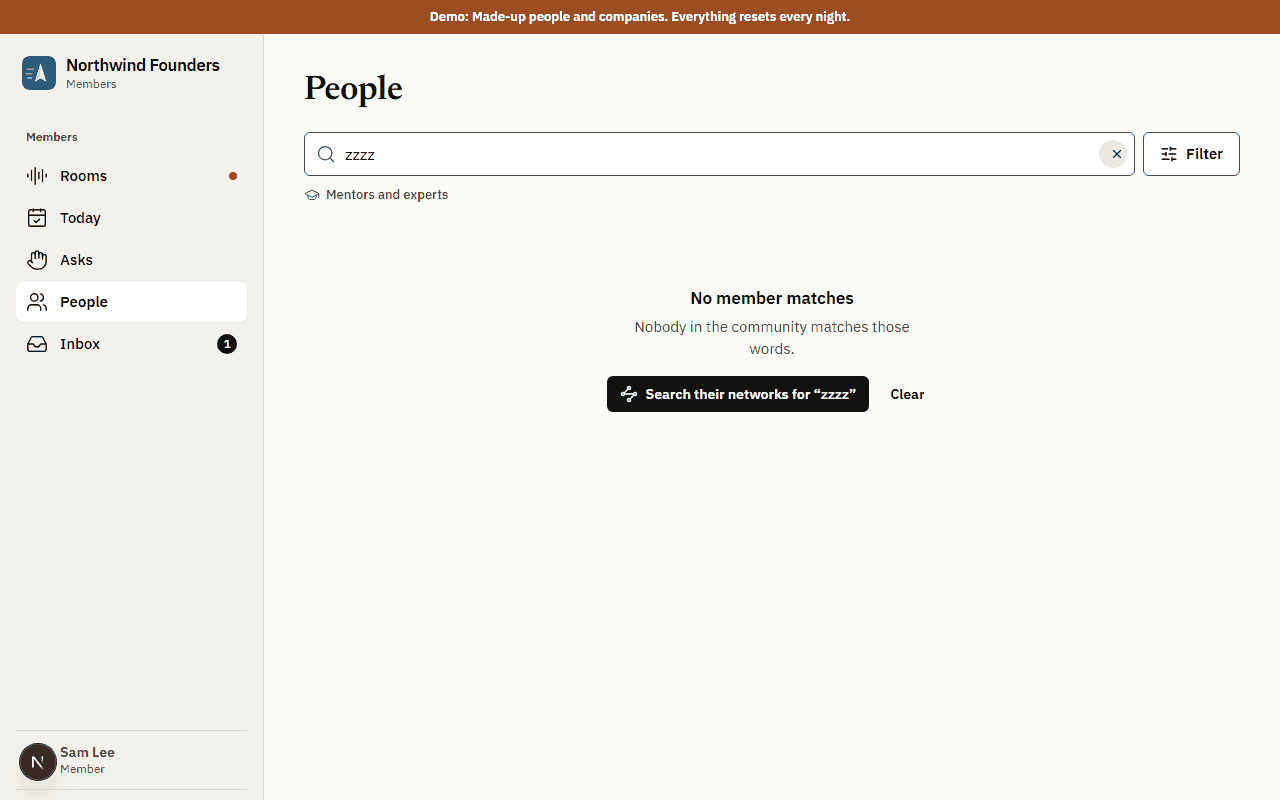 Demo: Made-up people and companies. Everything resets every night.
Northwind Founders
Members
Members
Rooms
Today
Asks
People
Inbox
1
Sam Lee
Member
N
People
zzzz
Filter
Mentors and experts
No member matches
Nobody in the community matches those
words.
Search their networks for “zzzz”
Clear